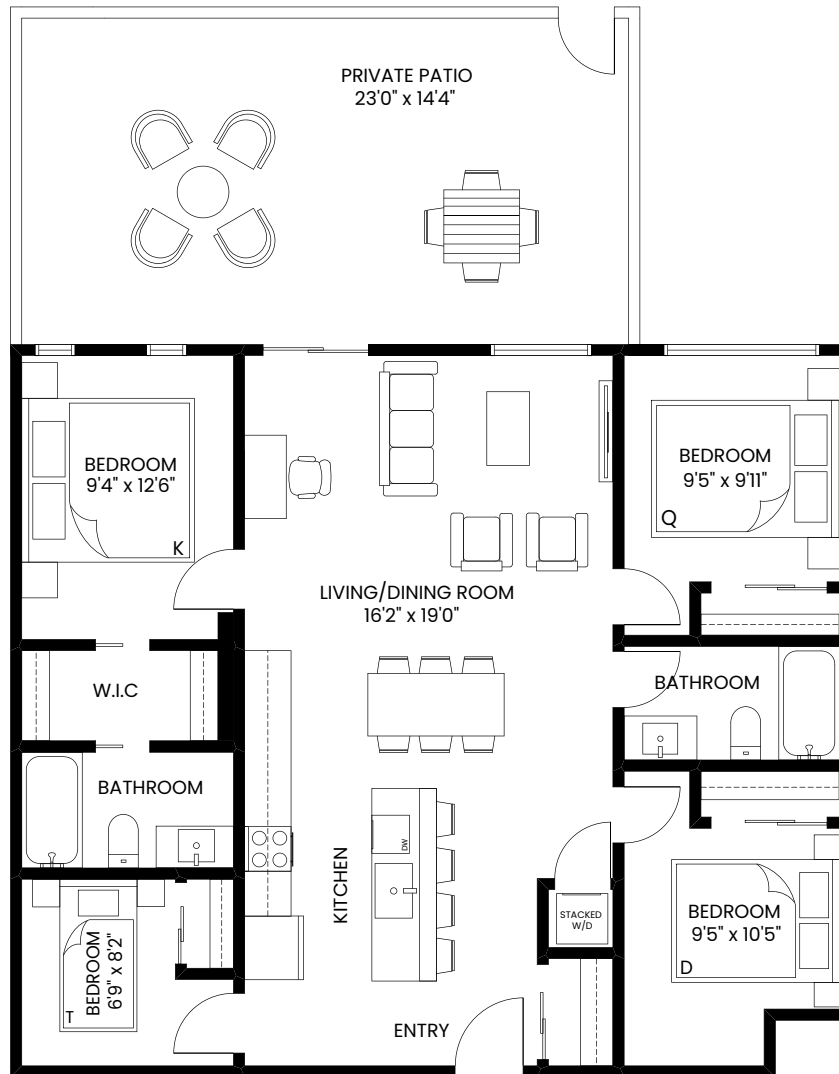 PRIVATE PATIO
23'0" x 14'4"
BEDROOM
9'4" x 12'6"
K
BEDROOM
9'5" x 9'11"
Q
LIVING/DINING ROOM
16'2" x 19'0"
W.I.C
BATHROOM
BATHROOM
KITCHEN
DW
STACKED
W/D
BEDROOM
9'5" x 10'5"
D
BEDROOM
6'9" x 8'2"
T
ENTRY